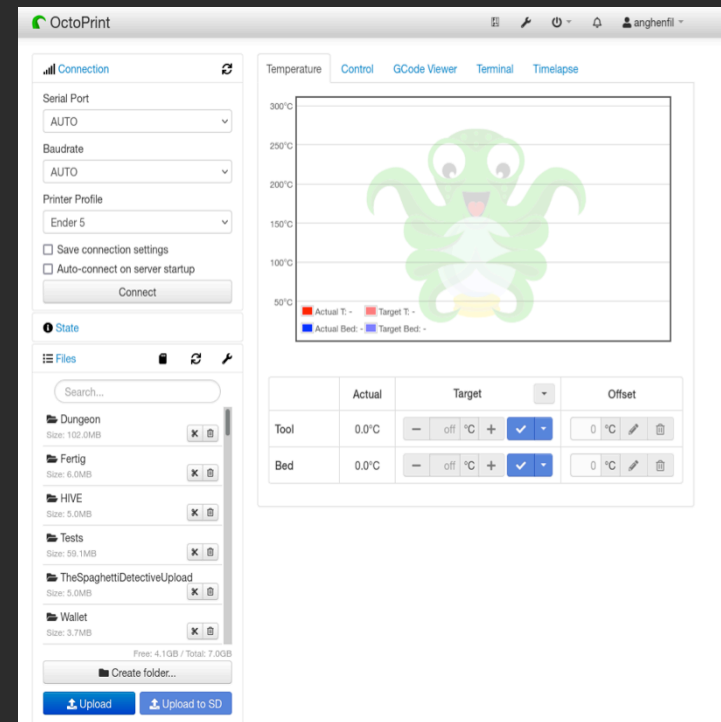 OctoPrint
anghenfil
Connection
Serial Port
AUTO
Baudrate
AUTO
Printer Profile
Ender 5
Save connection settings
Auto-connect on server startup
Connect
State
Files
Search...
Dungeon
Size: 102.0MB
Fertig
Size: 6.0MB
HIVE
Size: 5.0MB
Tests
Size: 59.1MB
TheSpaghettiDetectiveUpload
Size: 5.0MB
Wallet
Size: 3.7MB
Free: 4.1GB / Total: 7.0GB
Create folder...
Upload Upload to SD
Temperature Control GCode Viewer Terminal Timelapse
300°C
250°C
200°C
150°C
100°C
50°C
Actual T: - Target T: -
Actual Bed: - Target Bed: -
Actual Target Offset
Tool 0.0°C off °C 0 °C
Bed 0.0°C off °C 0 °C